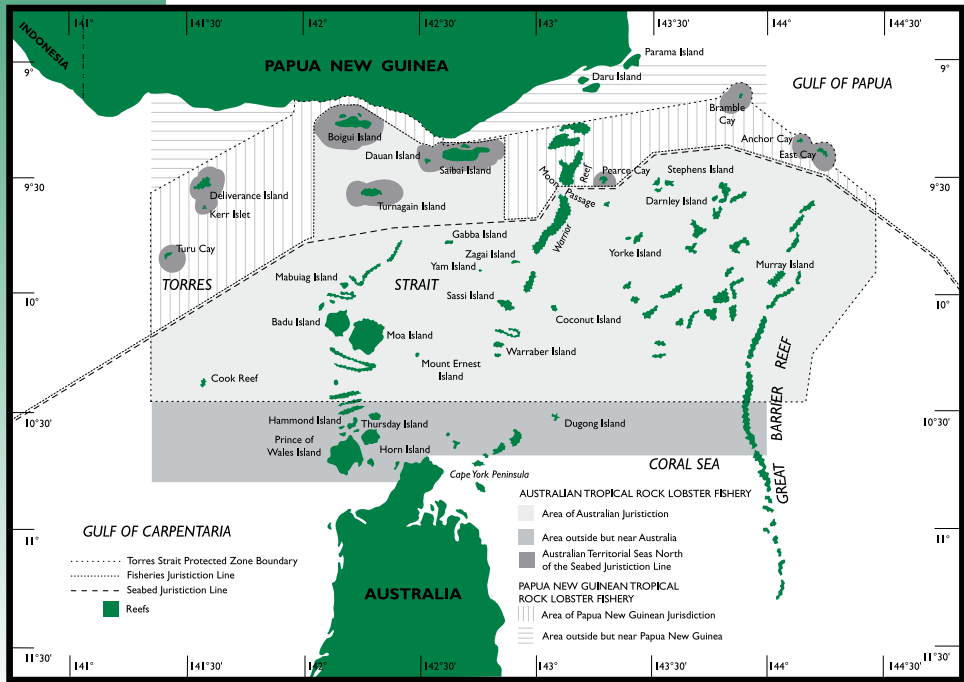 141°
141°30'
142°
142°30'
143°
143°30'
144°
144°30'
INDONESIA
PAPUA NEW GUINEA
Parama Island
Daru Island
GULF OF PAPUA
9°
9°
Bramble
Cay
Boigui Island
Anchor Cay
East Cay
Dauan Island
Saibai Island
Moon Passage
Warrior Reef
Pearce Cay
Stephens Island
9°30'
9°30'
Deliverance Island
Kerr Islet
Turnagain Island
Darnley Island
Gabba Island
Turu Cay
Zagai Island
Yam Island
Yorke Island
TORRES
STRAIT
Mabuiag Island
Murray Island
10°
10°
Sassi Island
Badu Island
Moa Island
Coconut Island
Warraber Island
Mount Ernest
Island
Cook Reef
GREAT BARRIER REEF
10°30'
10°30'
Hammond Island
Thursday Island
Dugong Island
Prince of
Wales Island
Horn Island
CORAL SEA
Cape York Peninsula
GULF OF CARPENTARIA
11°
11°
Torres Strait Protected Zone Boundary
Fisheries Juristiction Line
Seabed Juristiction Line
Reefs
AUSTRALIA
AUSTRALIAN TROPICAL ROCK LOBSTER FISHERY
Area of Australian Juristiction
Area outside but near Australia
Australian Territorial Seas North
of the Seabed Juristiction Line
PAPUA NEW GUINEAN TROPICAL
ROCK LOBSTER FISHERY
Area of Papua New Guinean Jurisdiction
Area outside but near Papua New Guinea
11°30'
11°30'
141°
141°30'
142°
142°30'
143°
143°30'
144°
144°30'